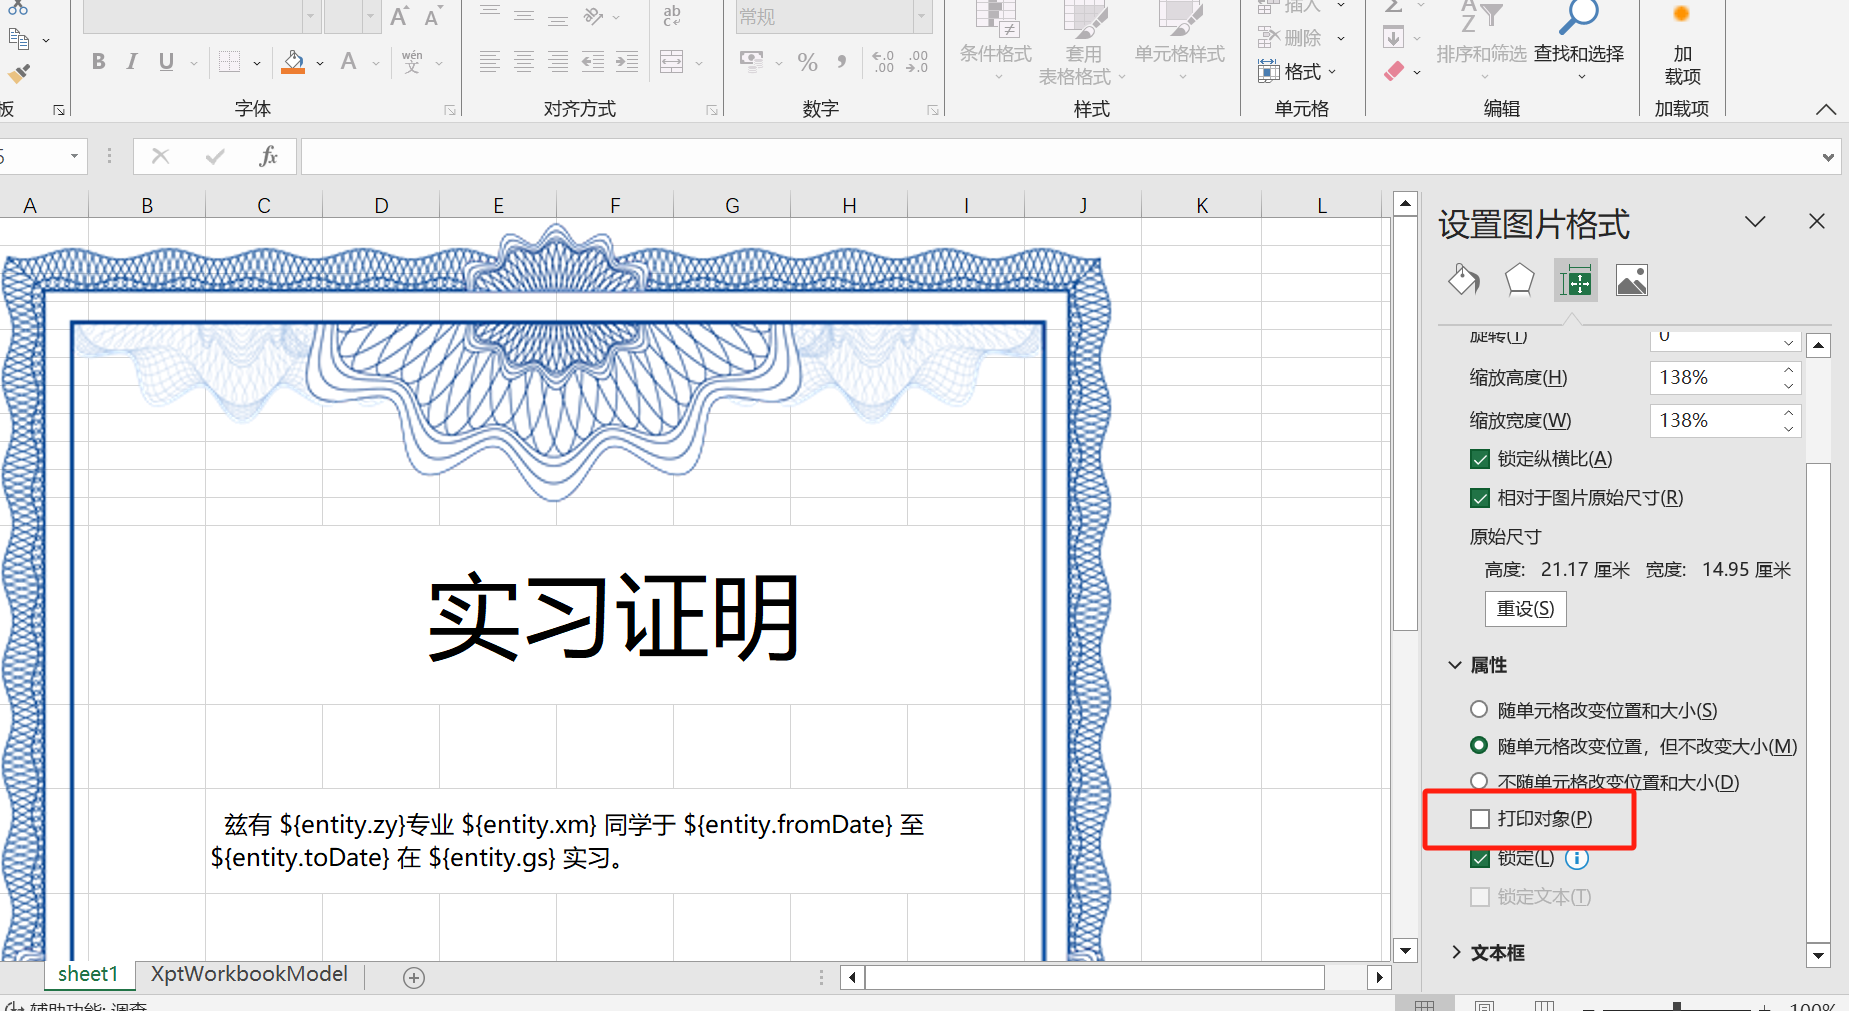 常规
插入
删除
格式
B I U
A
wén
文
ab
%
.00
条件格式
套用
表格格式
单元格样式
排序和筛选
查找和选择
加
载项
板
字体
对齐方式
数字
样式
单元格
编辑
加载项
fx
A B C D E F G H I J K L
设置图片格式
旋转(T)
0
缩放高度(H)
138%
缩放宽度(W)
138%
锁定纵横比(A)
相对于图片原始尺寸(R)
原始尺寸
高度: 21.17 厘米 宽度: 14.95 厘米
重设(S)
属性
随单元格改变位置和大小(S)
随单元格改变位置，但不改变大小(M)
不随单元格改变位置和大小(D)
打印对象(P)
锁定(L)
锁定文本(T)
文本框
实习证明
兹有 ${entity.zy}专业 ${entity.xm} 同学于 ${entity.fromDate} 至
${entity.toDate} 在 ${entity.gs} 实习。
sheet1 XptWorkbookModel
辅助功能: 调查
100%